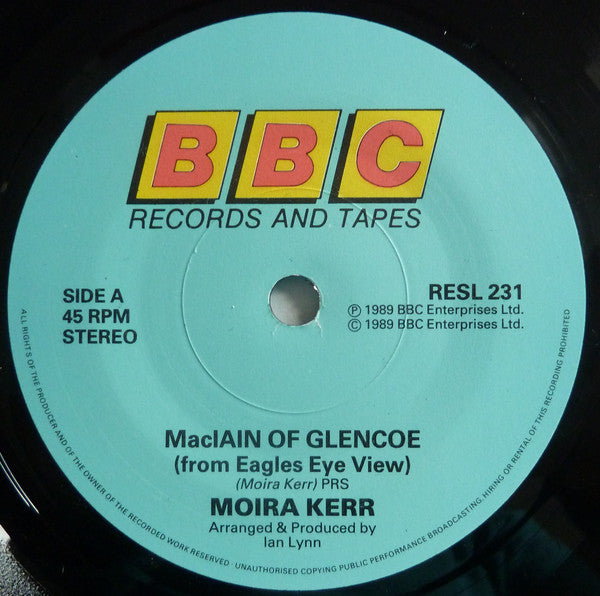 BBC
RECORDS AND TAPES
SIDE A
45 RPM
STEREO
RESL 231
℗ 1989 BBC Enterprises Ltd.
© 1989 BBC Enterprises Ltd.
MacIAIN OF GLENCOE
(from Eagles Eye View)
(Moira Kerr) PRS
MOIRA KERR
Arranged & Produced by
Ian Lynn
ALL RIGHTS OF THE PRODUCER AND OF THE OWNER OF THE RECORDED WORK RESERVED · UNAUTHORISED COPYING PUBLIC PERFORMANCE BROADCASTING, HIRING OR RENTAL OF THIS RECORDING PROHIBITED